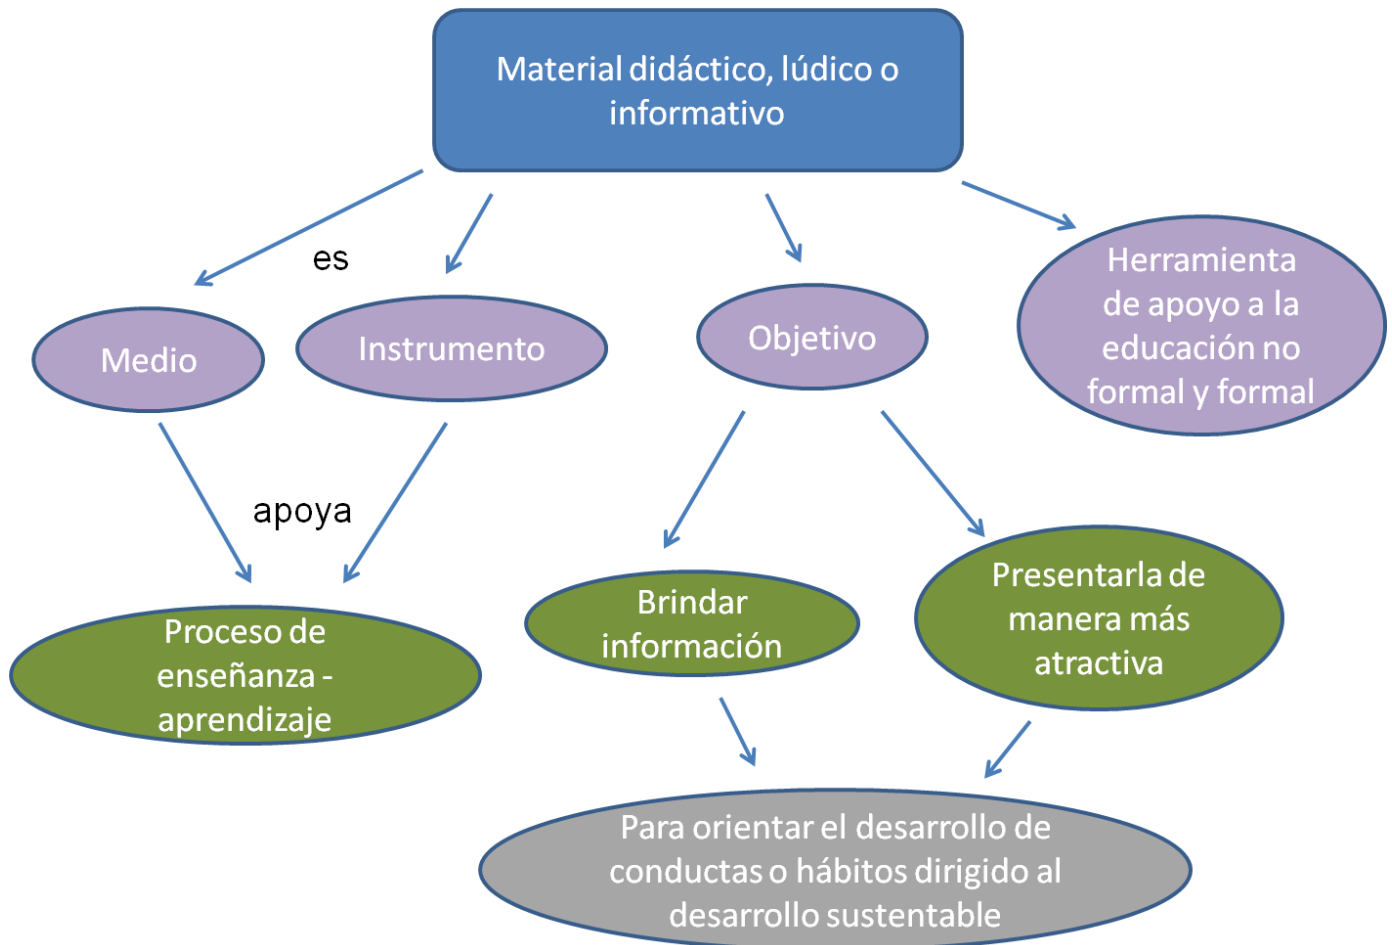 Material didáctico, lúdico o
informativo
es
Medio
Instrumento
Objetivo
Herramienta
de apoyo a la
educación no
formal y formal
apoya
Proceso de
enseñanza -
aprendizaje
Brindar
información
Presentarla de
manera más
atractiva
Para orientar el desarrollo de
conductas o hábitos dirigido al
desarrollo sustentable